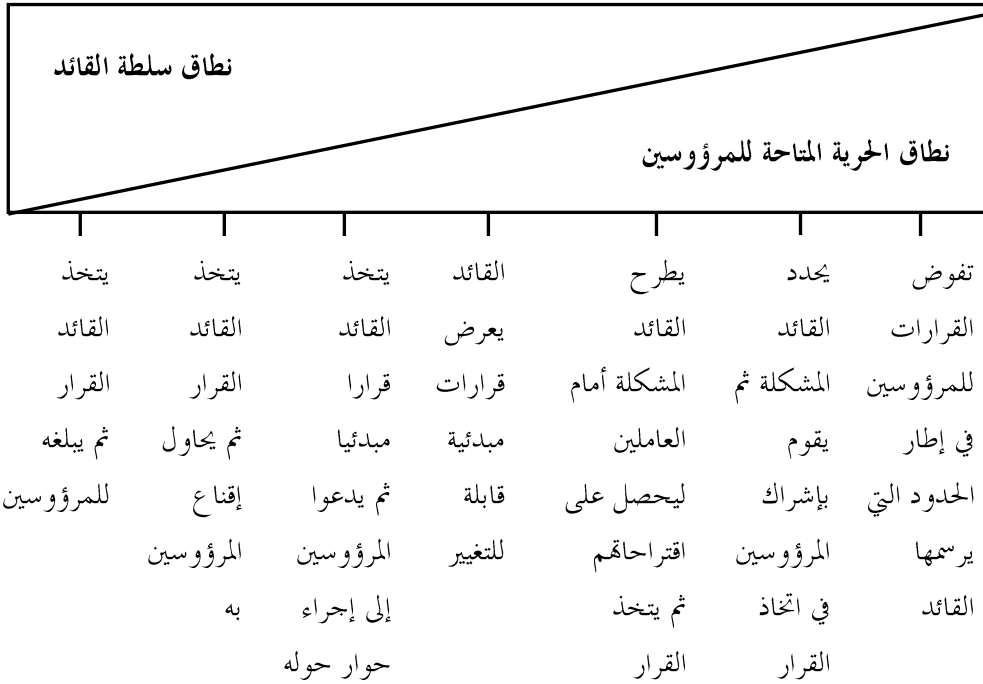 نطاق سلطة القائد
نطاق الحرية المتاحة للمرؤوسين
تفوض
القرارات
للمرؤوسين
في إطار
الحدود التي
يرسمها
القائد
يحدد
القائد
المشكلة ثم
يقوم
بإشراك
المرؤوسين
في اتخاذ
القرار
يطرح
القائد
المشكلة أمام
العاملين
ليحصل على
اقتراحاتهم
ثم يتخذ
القرار
القائد
يعرض
قرارات
مبدئية
قابلة
للتغيير
يتخذ
القائد
قرارا
مبدئيا
ثم يدعوا
المرؤوسين
إلى إجراء
حوار حوله
يتخذ
القائد
القرار
ثم يحاول
إقناع
المرؤوسين
به
يتخذ
القائد
القرار
ثم يبلغه
للمرؤوسين